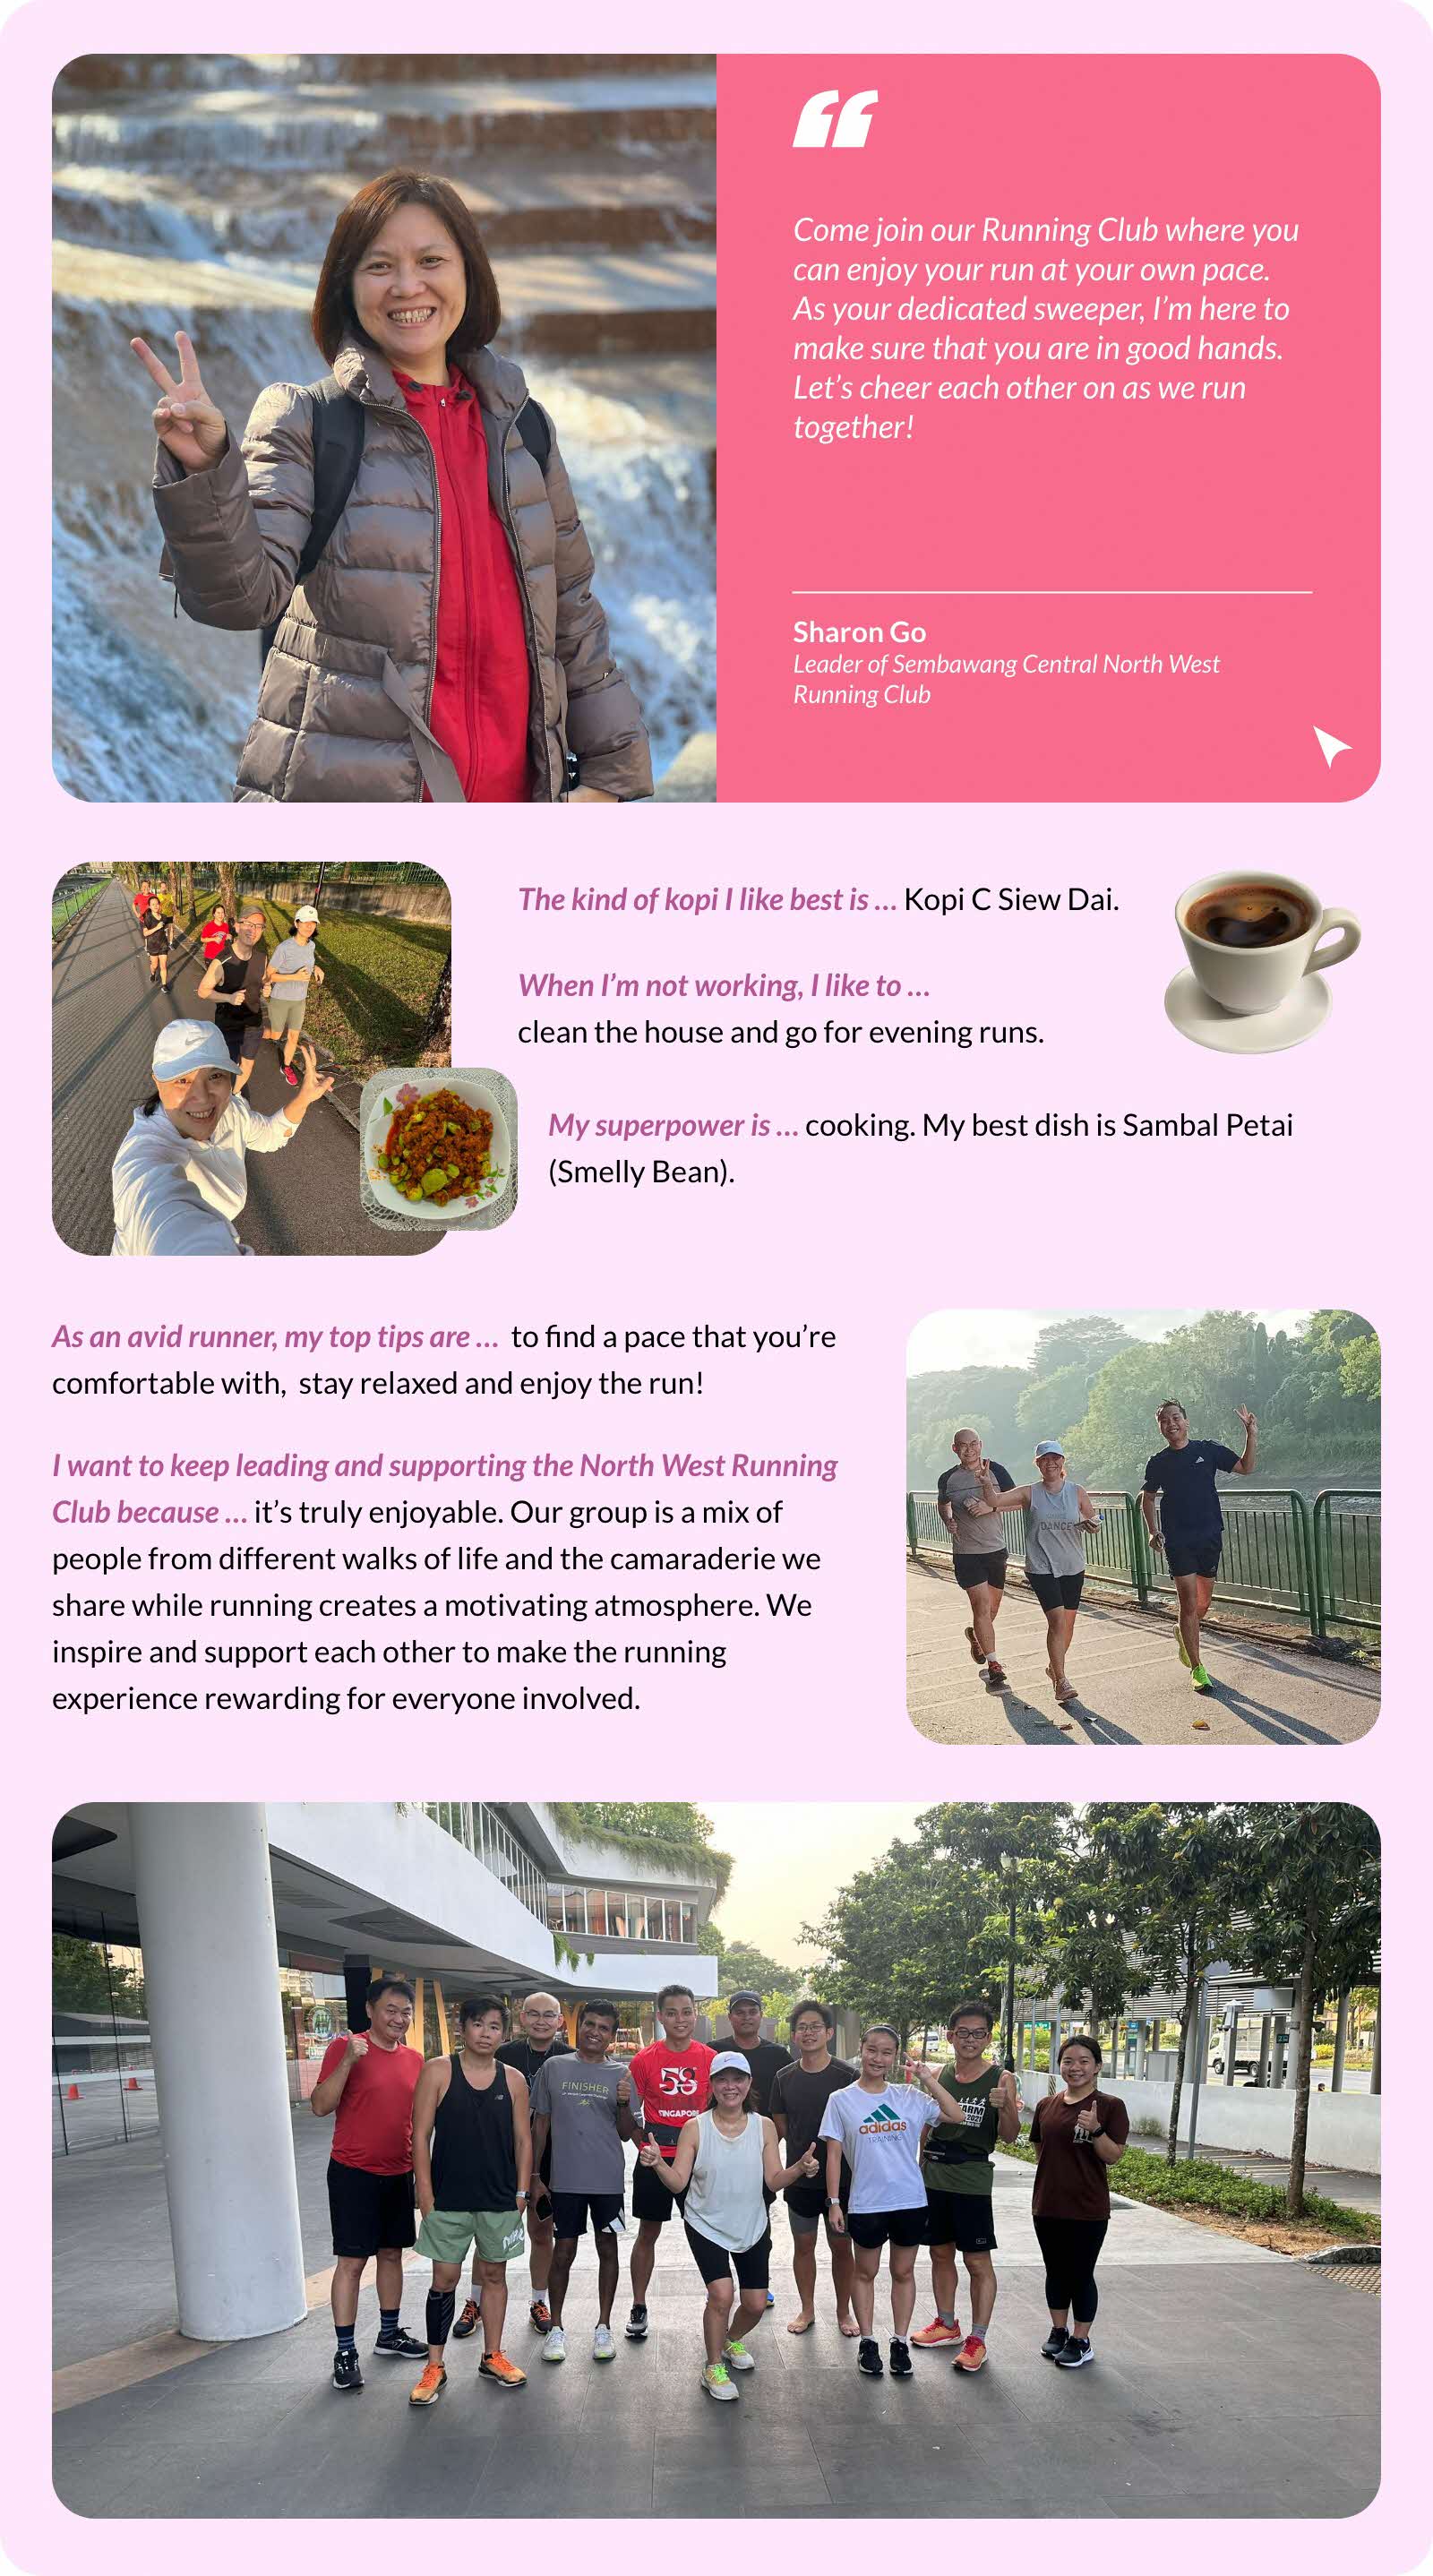 “
Come join our Running Club where you
can enjoy your run at your own pace.
As your dedicated sweeper, I’m here to
make sure that you are in good hands.
Let’s cheer each other on as we run
together!
Sharon Go
Leader of Sembawang Central North West
Running Club
The kind of kopi I like best is ... Kopi C Siew Dai.
When I’m not working, I like to ...
clean the house and go for evening runs.
My superpower is ... cooking. My best dish is Sambal Petai
(Smelly Bean).
As an avid runner, my top tips are ... to find a pace that you’re
comfortable with, stay relaxed and enjoy the run!
I want to keep leading and supporting the North West Running
Club because ... it’s truly enjoyable. Our group is a mix of
people from different walks of life and the camaraderie we
share while running creates a motivating atmosphere. We
inspire and support each other to make the running
experience rewarding for everyone involved.
DANCE
FINISHER
58
SINGAPORE
adidas
TRAINING
ARM
2021